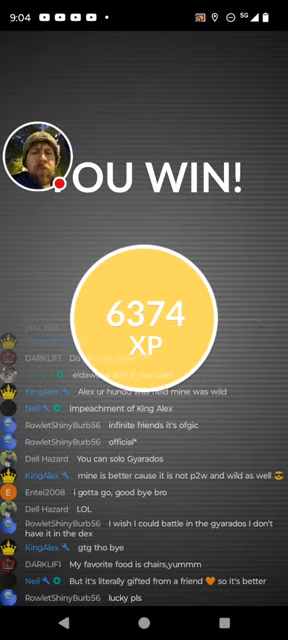 9:04
5G
YOU WIN!
6374
XP
DARKLIF1
KingAlex Alex ur hundo was held mine was wild
Neil impeachment of King Alex
RowletShinyBurb56 infinite friends it's ofgic
RowletShinyBurb56 official*
Dell Hazard You can solo Gyarados
KingAlex mine is better cause it is not p2w and wild as well 😎
Entei2008 i gotta go, good bye bro
Dell Hazard LOL
RowletShinyBurb56 I wish I could battle in the gyarados I don't
have it in the dex
KingAlex gtg tho bye
DARKLIF1 My favorite food is chairs,yummm
Neil But it's literally gifted from a friend 🧡 so it's better
RowletShinyBurb56 lucky pls